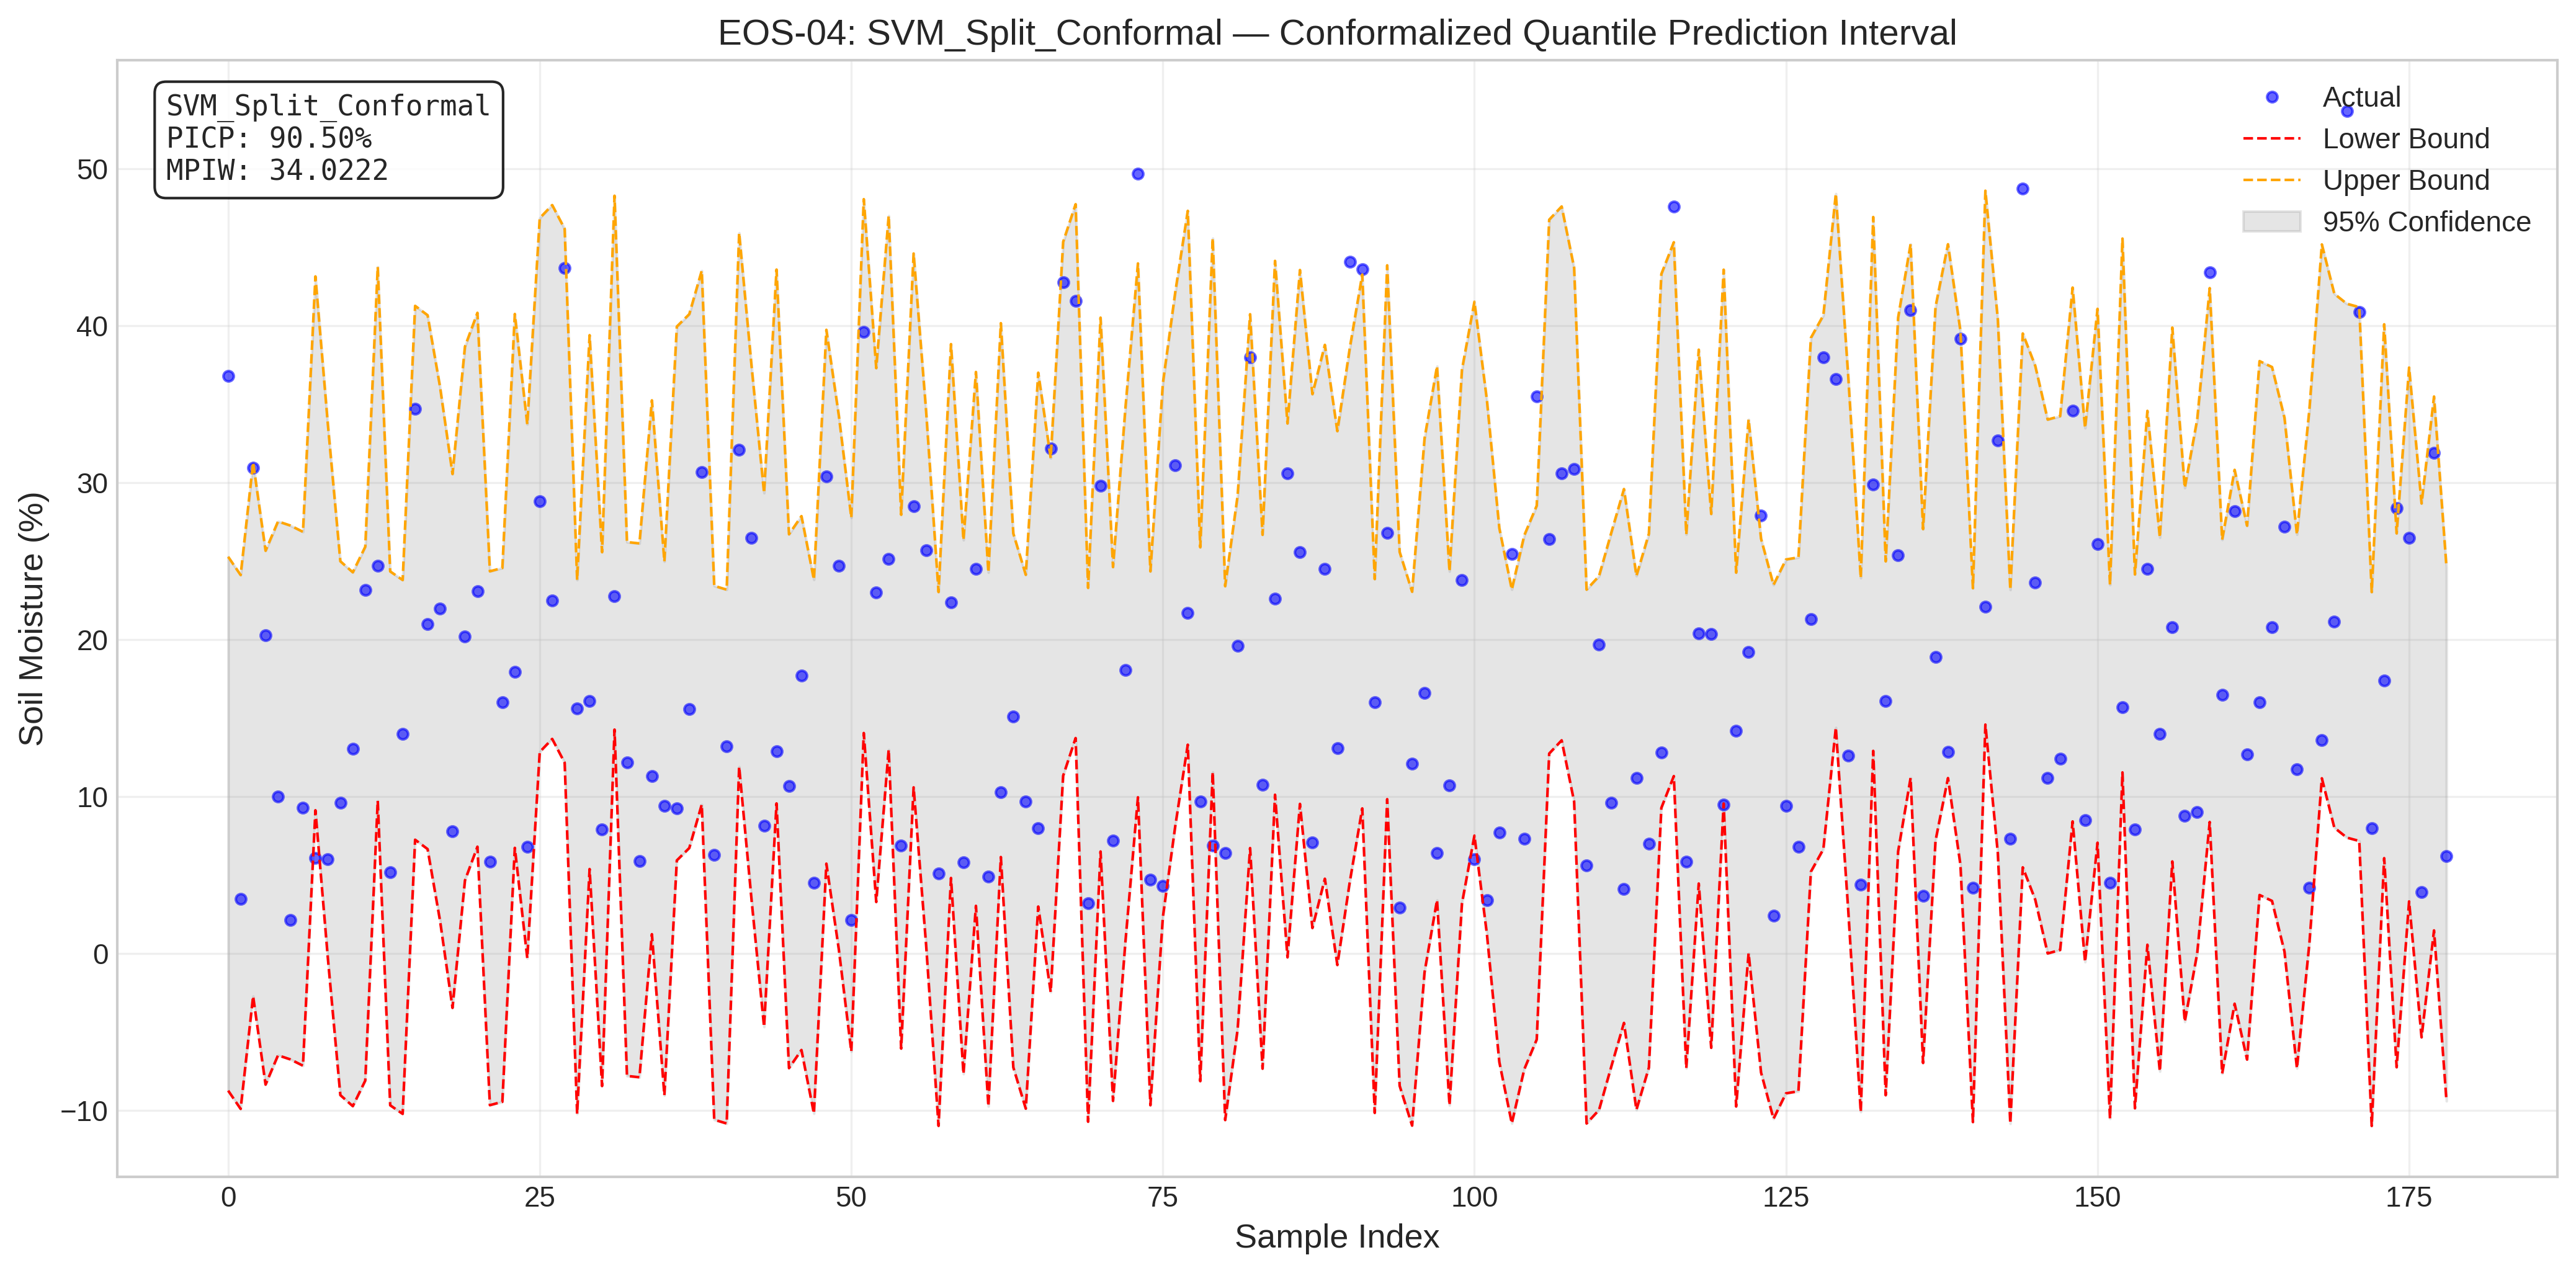 EOS-04: SVM_Split_Conformal — Conformalized Quantile Prediction Interval
SVM_Split_Conformal
PICP: 90.50%
MPIW: 34.0222
Actual
Lower Bound
Upper Bound
95% Confidence
Soil Moisture (%)
50
40
30
20
10
0
−10
0 25 50 75 100 125 150 175
Sample Index